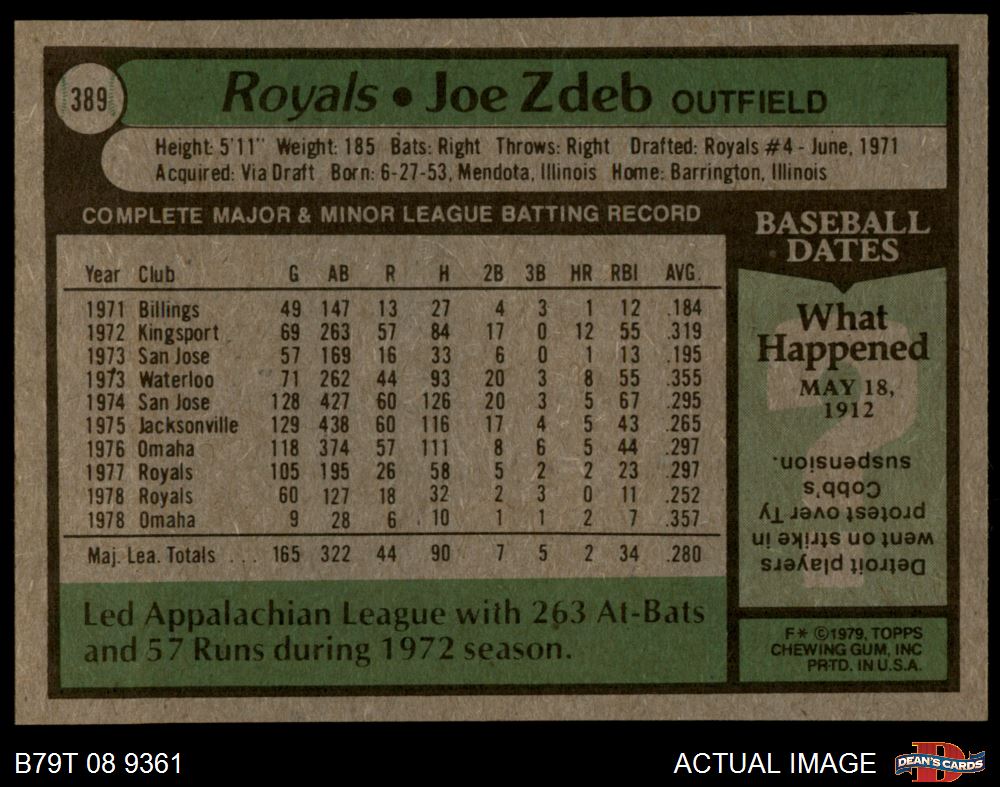 389
Royals • Joe Zdeb OUTFIELD
Height: 5'11" Weight: 185 Bats: Right Throws: Right Drafted: Royals #4 - June, 1971
Acquired: Via Draft Born: 6-27-53, Mendota, Illinois Home: Barrington, Illinois
COMPLETE MAJOR & MINOR LEAGUE BATTING RECORD
Year Club G AB R H 2B 3B HR RBI AVG.
1971 Billings 49 147 13 27 4 3 1 12 .184
1972 Kingsport 69 263 57 84 17 0 12 55 .319
1973 San Jose 57 169 16 33 6 0 1 13 .195
1973 Waterloo 71 262 44 93 20 3 8 55 .355
1974 San Jose 128 427 60 126 20 3 5 67 .295
1975 Jacksonville 129 438 60 116 17 4 5 43 .265
1976 Omaha 118 374 57 111 8 6 5 44 .297
1977 Royals 105 195 26 58 5 2 2 23 .297
1978 Royals 60 127 18 32 2 3 0 11 .252
1978 Omaha 9 28 6 10 1 1 2 7 .357
Maj. Lea. Totals ... 165 322 44 90 7 5 2 34 .280
Led Appalachian League with 263 At-Bats
and 57 Runs during 1972 season.
BASEBALL
DATES
What
Happened
MAY 18,
1912
?
Detroit players
went on strike in
protest over Ty
Cobb's
suspension.
F* ©1979, TOPPS
CHEWING GUM, INC
PRTD. IN U.S.A.
B79T 08 9361
ACTUAL IMAGE
D
DEAN'S CARDS